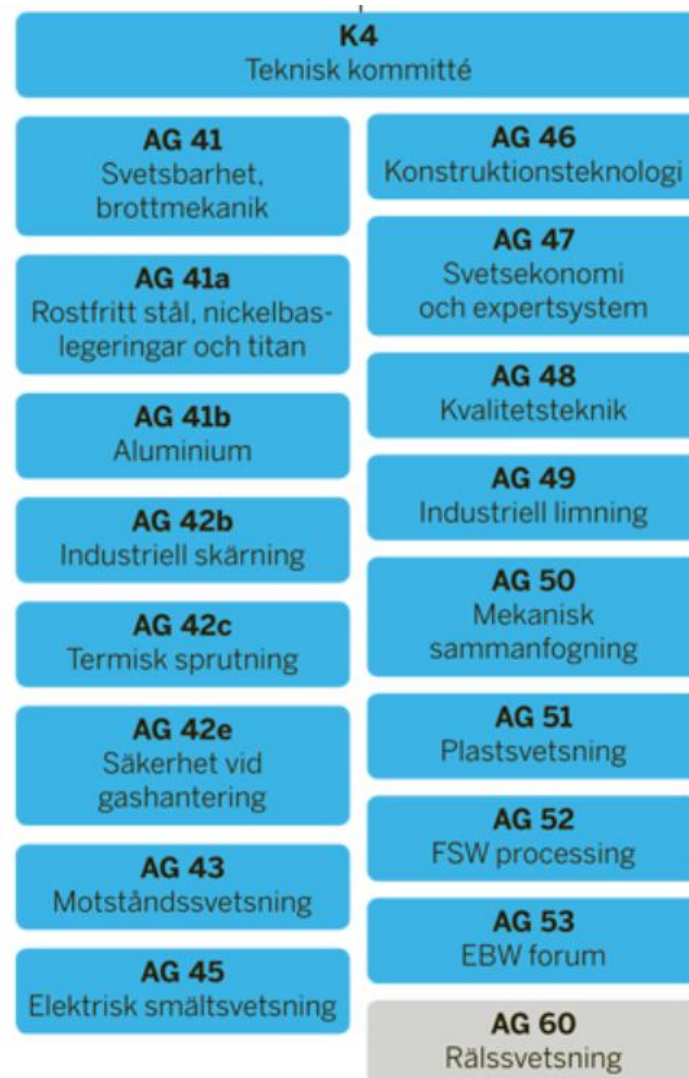 K4
Teknisk kommitté
AG 41
Svetsbarhet,
brottmekanik
AG 41a
Rostfritt stål, nickelbas-
legeringar och titan
AG 41b
Aluminium
AG 42b
Industriell skärning
AG 42c
Termisk sprutning
AG 42e
Säkerhet vid
gashantering
AG 43
Motståndssvetsning
AG 45
Elektrisk smältsvetsning
AG 46
Konstruktionsteknologi
AG 47
Svetsekonomi
och expertsystem
AG 48
Kvalitetsteknik
AG 49
Industriell limning
AG 50
Mekanisk
sammanfogning
AG 51
Plastsvetsning
AG 52
FSW processing
AG 53
EBW forum
AG 60
Rälssvetsning